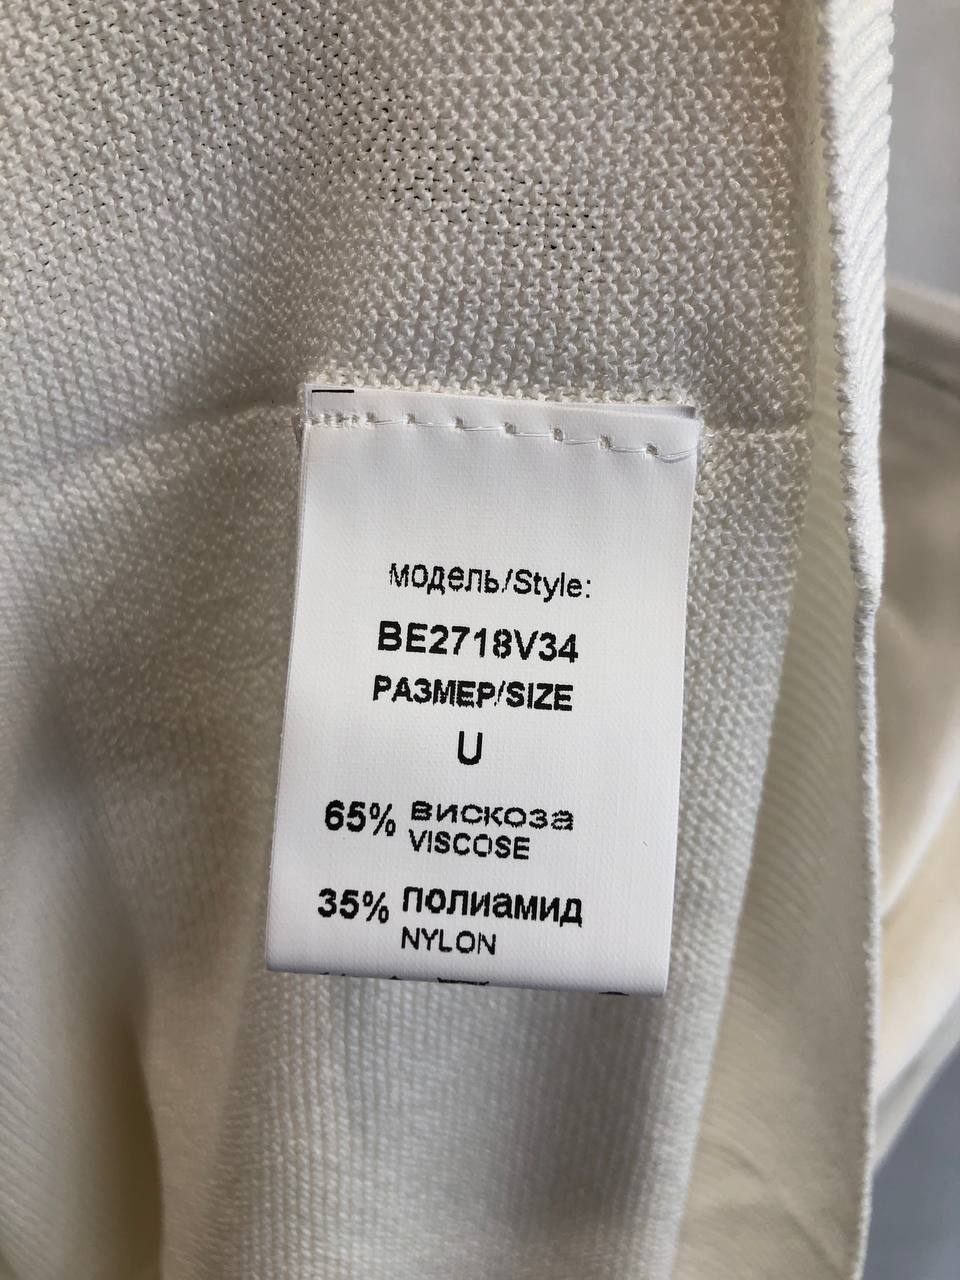 модель/Style:
BE2718V34
РАЗМЕР/SIZE
U
65% вискоза
VISCOSE
35% полиамид
NYLON